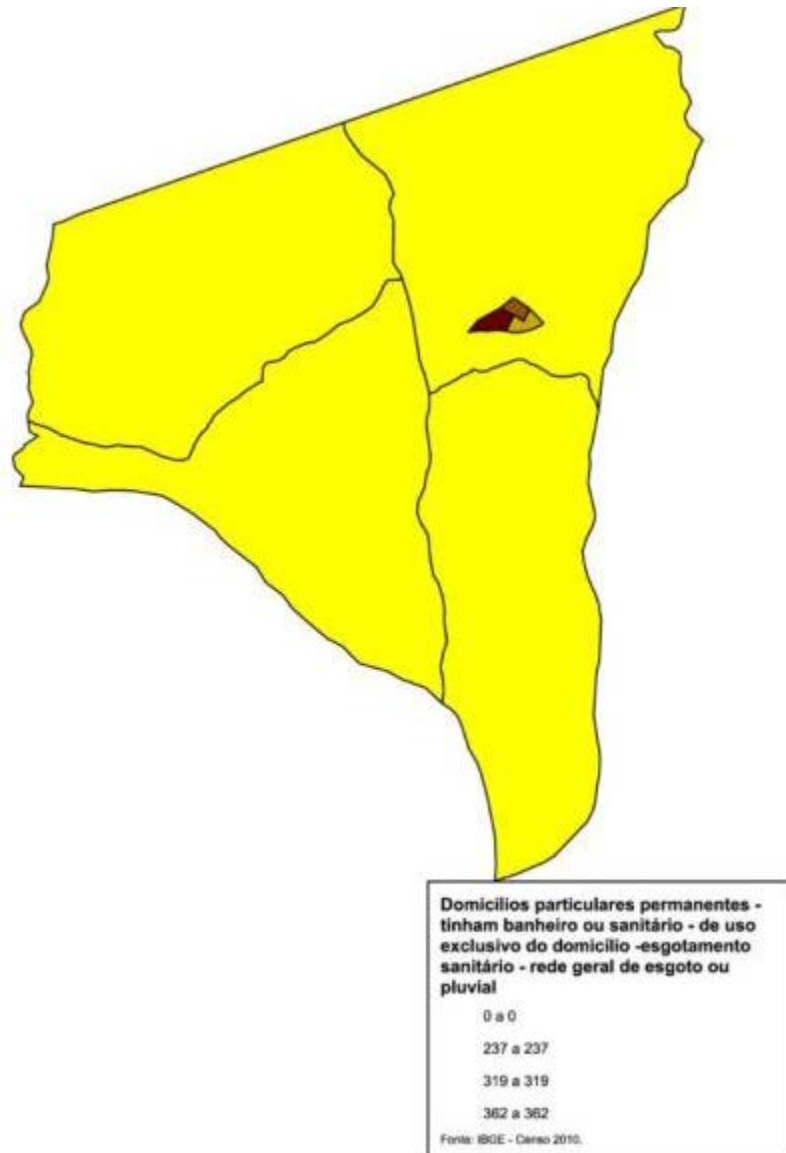 Domicílios particulares permanentes -
tinham banheiro ou sanitário - de uso
exclusivo do domicílio -esgotamento
sanitário - rede geral de esgoto ou
pluvial
0 a 0
237 a 237
319 a 319
362 a 362
Fonte: IBGE - Censo 2010.